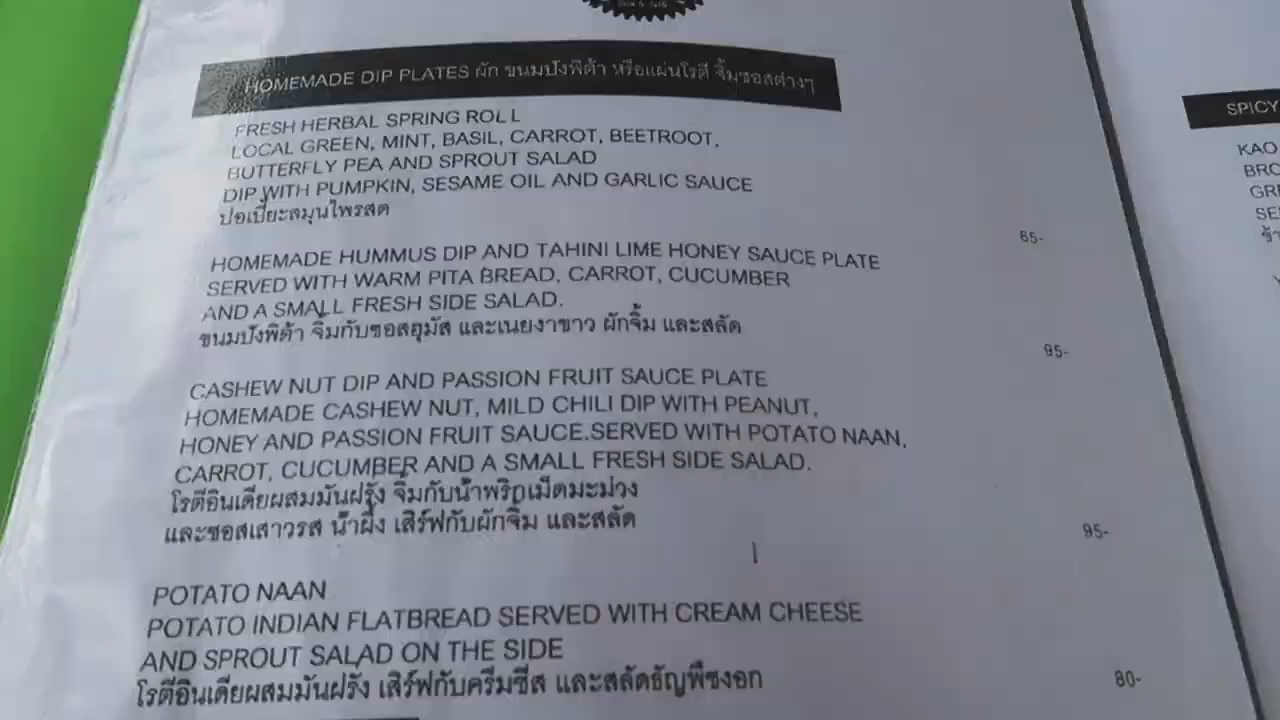 HOMEMADE DIP PLATES ผัก ขนมปังพิต้า หรือแผ่นโรตี จิ้มซอสต่างๆ
FRESH HERBAL SPRING ROLL
LOCAL GREEN, MINT, BASIL, CARROT, BEETROOT,
BUTTERFLY PEA AND SPROUT SALAD
DIP WITH PUMPKIN, SESAME OIL AND GARLIC SAUCE
ปอเปี๊ยะสมุนไพรสด
65-
HOMEMADE HUMMUS DIP AND TAHINI LIME HONEY SAUCE PLATE
SERVED WITH WARM PITA BREAD, CARROT, CUCUMBER
AND A SMALL FRESH SIDE SALAD.
ขนมปังพิต้า จิ้มกับซอสฮุมัส และเนยงาขาว ผักจิ้ม และสลัด
95-
CASHEW NUT DIP AND PASSION FRUIT SAUCE PLATE
HOMEMADE CASHEW NUT, MILD CHILI DIP WITH PEANUT,
HONEY AND PASSION FRUIT SAUCE.SERVED WITH POTATO NAAN,
CARROT, CUCUMBER AND A SMALL FRESH SIDE SALAD.
โรตีอินเดียผสมมันฝรั่ง จิ้มกับน้ำพริกเม็ดมะม่วง
และซอสเสาวรส น้ำผึ้ง เสิร์ฟกับผักจิ้ม และสลัด
95-
POTATO NAAN
POTATO INDIAN FLATBREAD SERVED WITH CREAM CHEESE
AND SPROUT SALAD ON THE SIDE
โรตีอินเดียผสมมันฝรั่ง เสิร์ฟกับครีมชีส และสลัดธัญพืชงอก
80-
SPICY
KAO